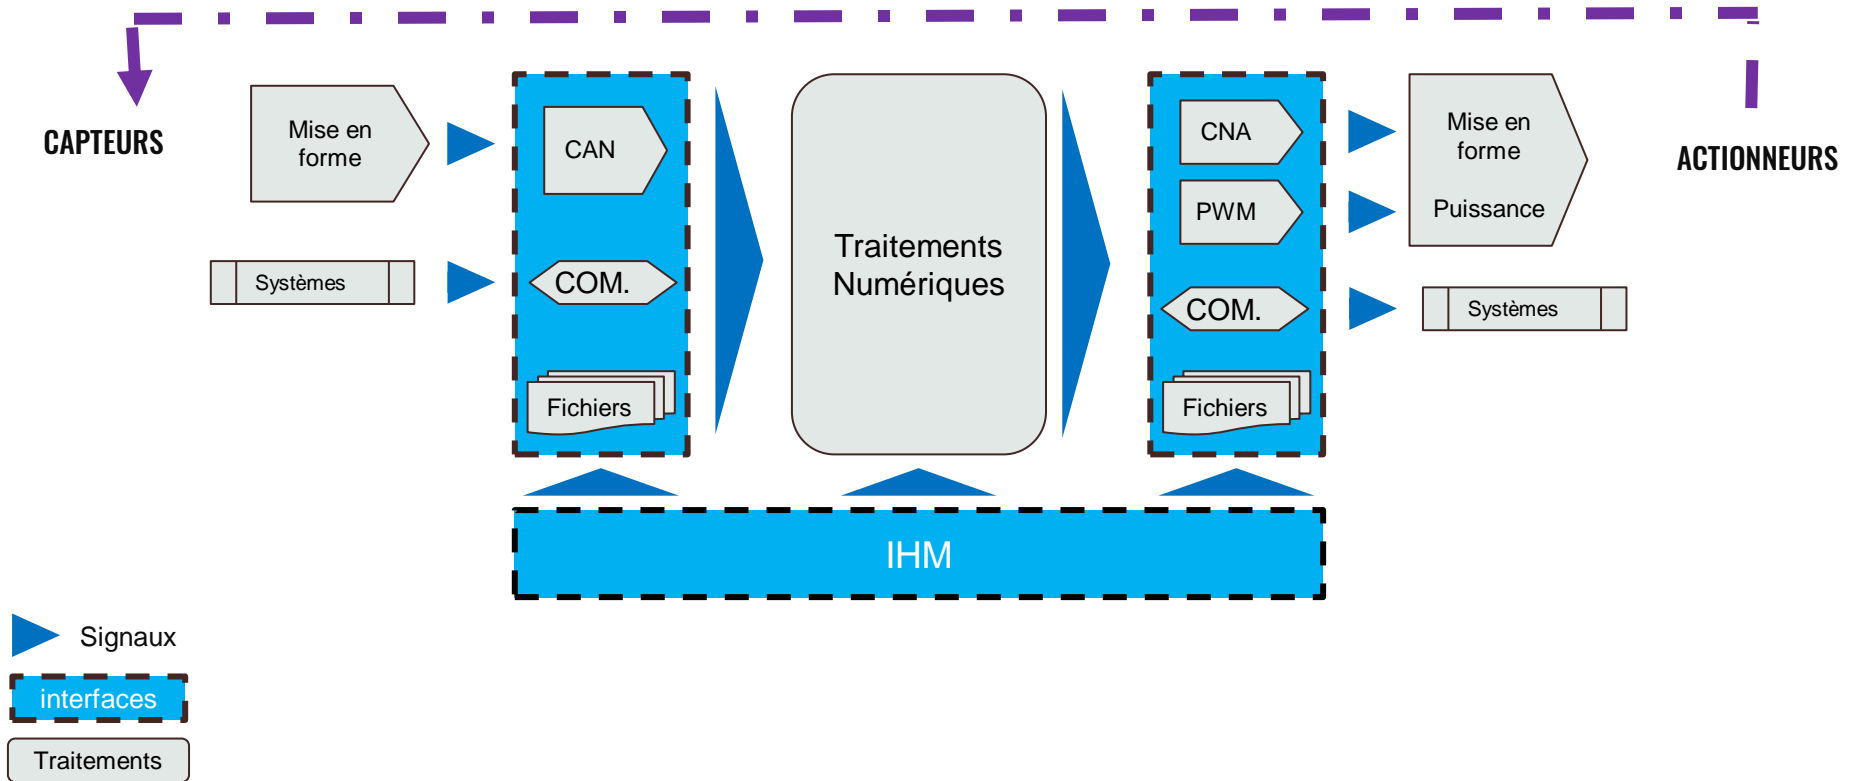 CAPTEURS
Mise en
forme
Systèmes
CAN
COM.
Fichiers
Traitements
Numériques
CNA
PWM
COM.
Fichiers
Mise en
forme
Puissance
Systèmes
ACTIONNEURS
IHM
Signaux
interfaces
Traitements